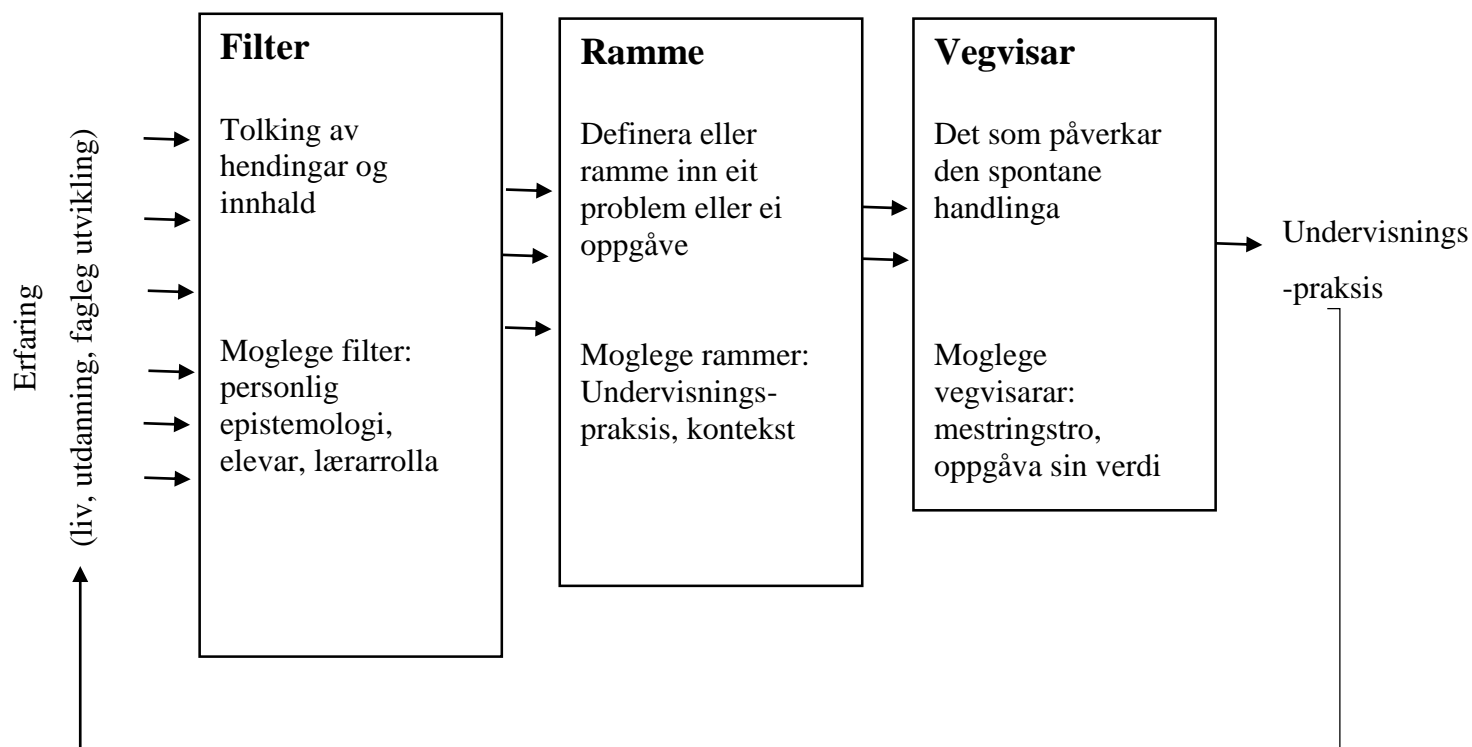 Erfaring
(liv, utdanning, fagleg utvikling)
Filter
Tolking av
hendingar og
innhald
Moglege filter:
personlig
epistemologi,
elevar, lærarrolla
Ramme
Definera eller
ramme inn eit
problem eller ei
oppgåve
Moglege rammer:
Undervisnings-
praksis, kontekst
Vegvisar
Det som påverkar
den spontane
handlinga
Moglege
vegvisarar:
mestringstro,
oppgåva sin verdi
Undervisnings
-praksis